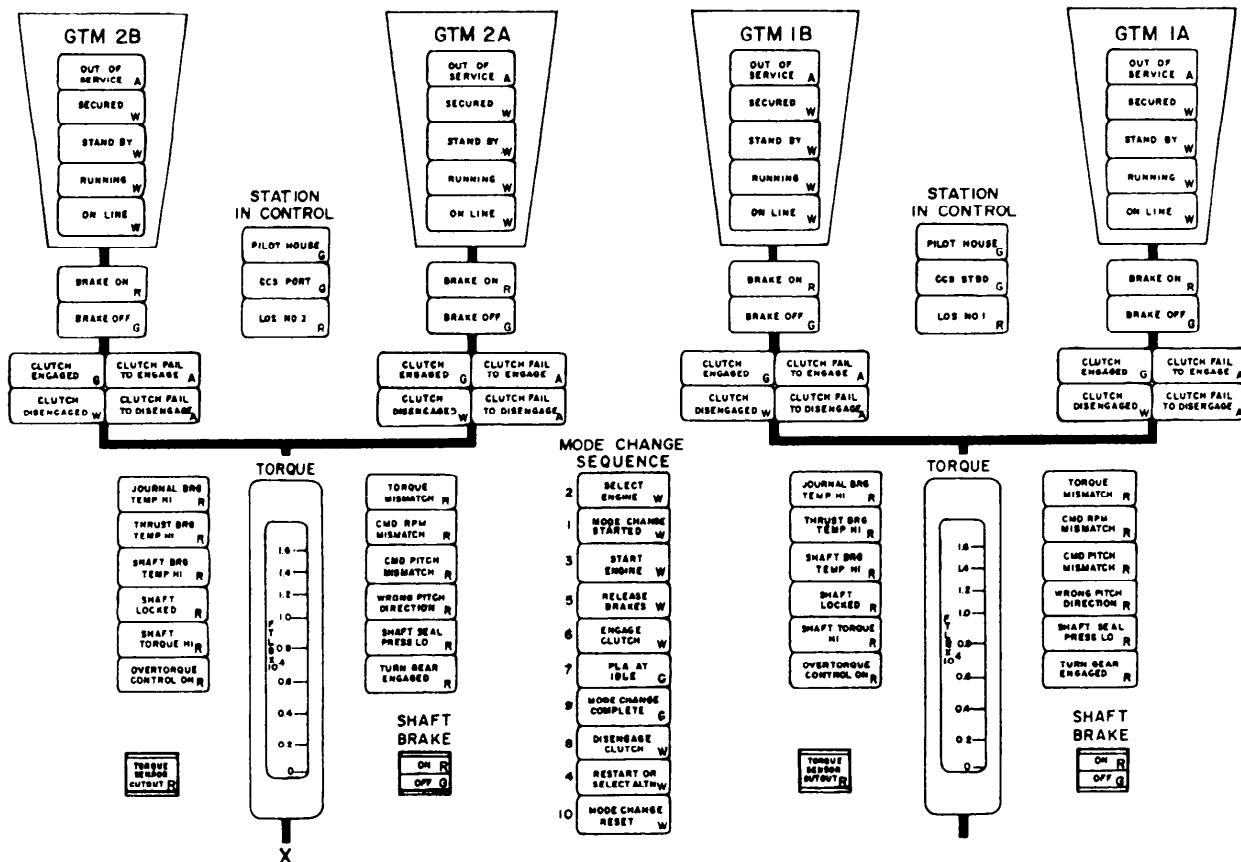 GTM 2B
OUT OF
SERVICE A
SECURED W
STAND BY W
RUNNING W
ON LINE W
BRAKE ON R
BRAKE OFF G
CLUTCH
ENGAGED G
CLUTCH FAIL
TO ENGAGE A
CLUTCH
DISENGAGED W
CLUTCH FAIL
TO DISENGAGE A
STATION
IN CONTROL
PILOT HOUSE G
CCS PORT G
LOS NO 2 R
GTM 2A
OUT OF
SERVICE A
SECURED W
STAND BY W
RUNNING W
ON LINE W
BRAKE ON R
BRAKE OFF G
CLUTCH
ENGAGED G
CLUTCH FAIL
TO ENGAGE A
CLUTCH
DISENGAGED W
CLUTCH FAIL
TO DISENGAGE A
GTM 1B
OUT OF
SERVICE A
SECURED W
STAND BY W
RUNNING W
ON LINE W
BRAKE ON R
BRAKE OFF G
CLUTCH
ENGAGED G
CLUTCH FAIL
TO ENGAGE A
CLUTCH
DISENGAGED W
CLUTCH FAIL
TO DISENGAGE A
STATION
IN CONTROL
PILOT HOUSE G
CCS STBD G
LOS NO 1 R
GTM 1A
OUT OF
SERVICE A
SECURED W
STAND BY W
RUNNING W
ON LINE W
BRAKE ON R
BRAKE OFF G
CLUTCH
ENGAGED G
CLUTCH FAIL
TO ENGAGE A
CLUTCH
DISENGAGED W
CLUTCH FAIL
TO DISENGAGE A
JOURNAL BRG
TEMP HI R
THRUST BRG
TEMP HI R
SHAFT BRG
TEMP HI R
SHAFT
LOCKED R
SHAFT
TORQUE HI R
OVERTORQUE
CONTROL ON R
TORQUE
SENSOR
CUTOUT R
TORQUE
1.6
1.4
1.2
1.0
0.8
0.6
0.4
0.2
0
FT LBS X 10 4
X
TORQUE
MISMATCH R
CMD RPM
MISMATCH R
CMD PITCH
MISMATCH R
WRONG PITCH
DIRECTION R
SHAFT SEAL
PRESS LO R
TURN GEAR
ENGAGED R
SHAFT
BRAKE
ON R
OFF G
MODE CHANGE
SEQUENCE
2 SELECT
ENGINE W
1 MODE CHANGE
STARTED W
3 START
ENGINE W
5 RELEASE
BRAKES W
6 ENGAGE
CLUTCH W
7 PLA AT
IDLE G
9 MODE CHANGE
COMPLETE G
8 DISENGAGE
CLUTCH W
4 RESTART OR
SELECT ALTN W
10 MODE CHANGE
RESET W
JOURNAL BRG
TEMP HI R
THRUST BRG
TEMP HI R
SHAFT BRG
TEMP HI R
SHAFT
LOCKED R
SHAFT TORQUE
HI R
OVERTORQUE
CONTROL ON R
TORQUE
SENSOR
CUTOUT R
TORQUE
1.6
1.4
1.2
1.0
0.8
0.6
0.4
0.2
0
FT LBS X 10 4
TORQUE
MISMATCH R
CMD RPM
MISMATCH R
CMD PITCH
MISMATCH R
WRONG PITCH
DIRECTION R
SHAFT SEAL
PRESS LO R
TURN GEAR
ENGAGED R
SHAFT
BRAKE
ON R
OFF G